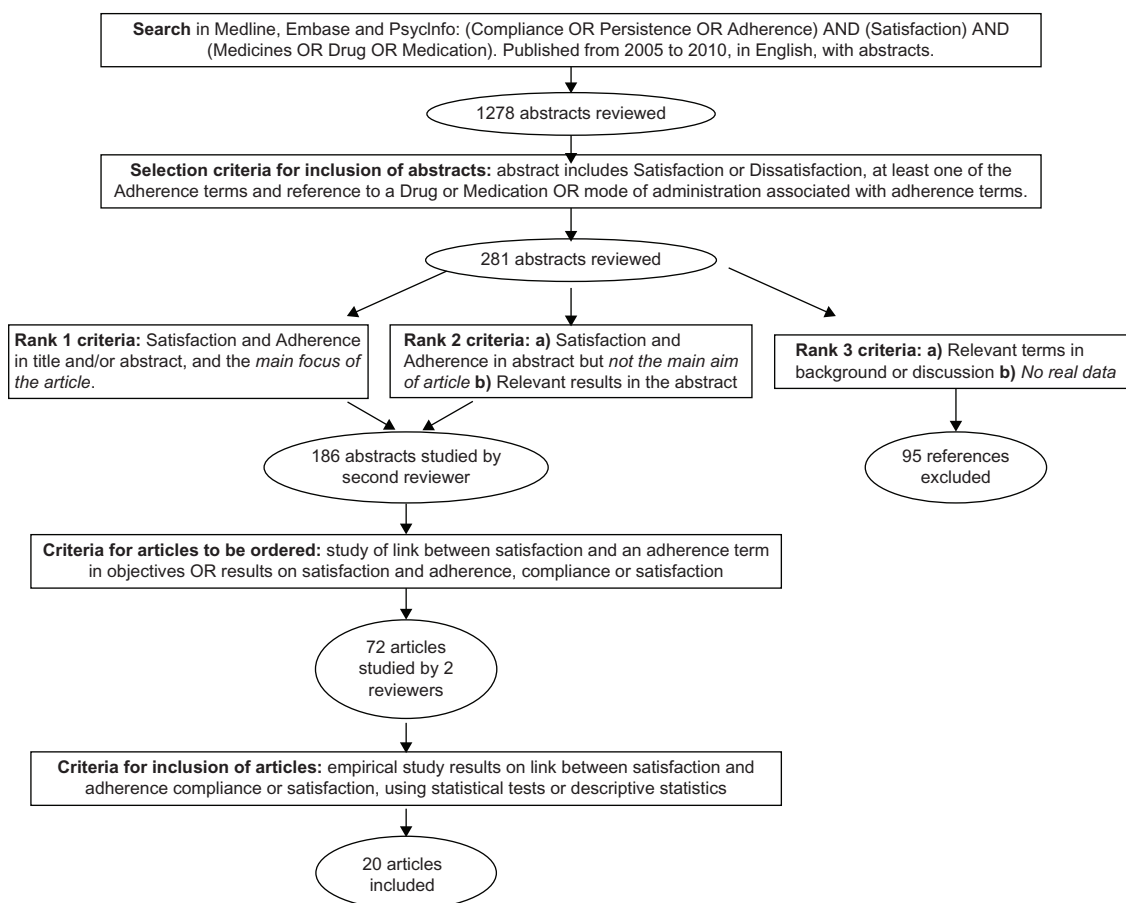 Search in Medline, Embase and PsycInfo: (Compliance OR Persistence OR Adherence) AND (Satisfaction) AND
(Medicines OR Drug OR Medication). Published from 2005 to 2010, in English, with abstracts.
1278 abstracts reviewed
Selection criteria for inclusion of abstracts: abstract includes Satisfaction or Dissatisfaction, at least one of the
Adherence terms and reference to a Drug or Medication OR mode of administration associated with adherence terms.
281 abstracts reviewed
Rank 1 criteria: Satisfaction and Adherence
in title and/or abstract, and the main focus of
the article.
Rank 2 criteria: a) Satisfaction and
Adherence in abstract but not the main aim
of article b) Relevant results in the abstract
Rank 3 criteria: a) Relevant terms in
background or discussion b) No real data
186 abstracts studied by
second reviewer
95 references
excluded
Criteria for articles to be ordered: study of link between satisfaction and an adherence term
in objectives OR results on satisfaction and adherence, compliance or satisfaction
72 articles
studied by 2
reviewers
Criteria for inclusion of articles: empirical study results on link between satisfaction and
adherence compliance or satisfaction, using statistical tests or descriptive statistics
20 articles
included